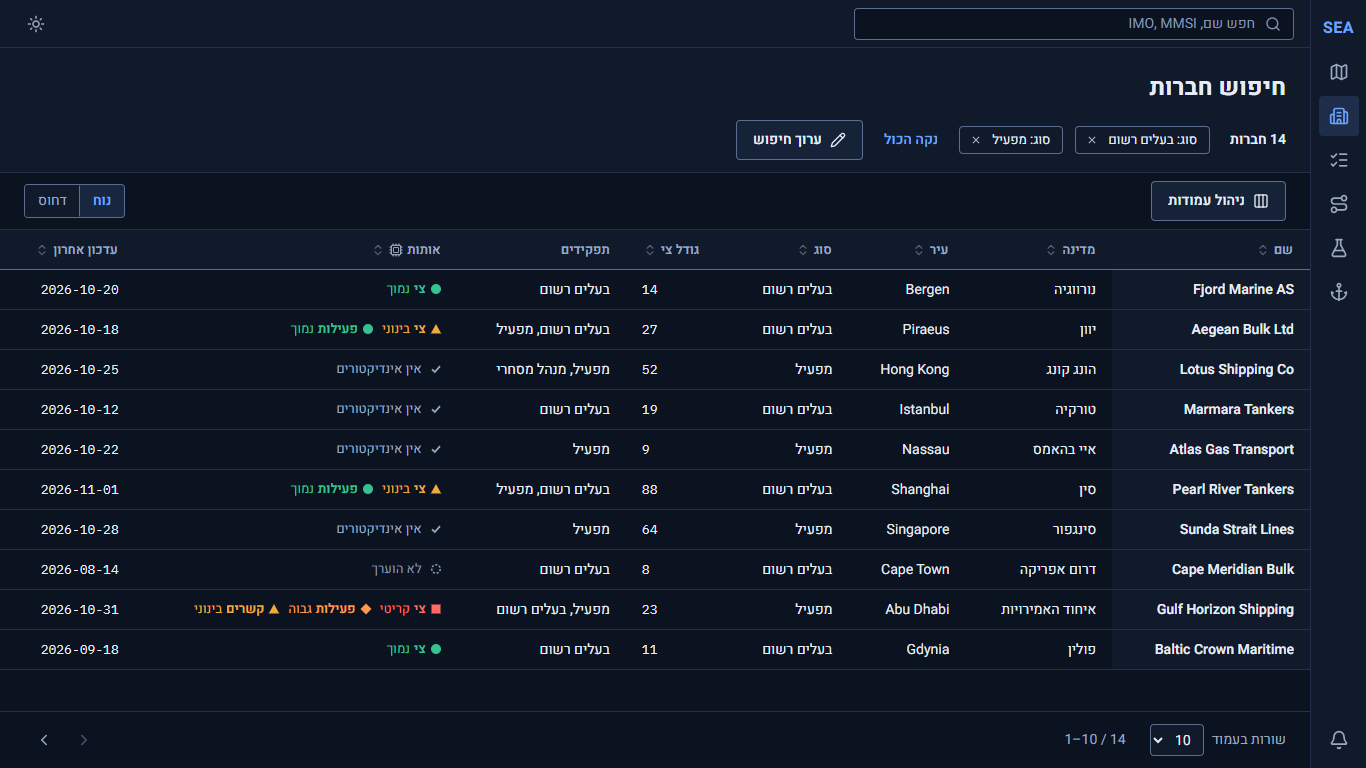 SEA
חפש שם, IMO, MMSI
חיפוש חברות
14 חברות סוג: בעלים רשום × סוג: מפעיל × נקה הכול ערוך חיפוש
ניהול עמודות נוח דחוס
שם מדינה עיר סוג גודל צי תפקידים אותות עדכון אחרון
Fjord Marine AS נורווגיה Bergen בעלים רשום 14 בעלים רשום צי נמוך 2026-10-20
Aegean Bulk Ltd יוון Piraeus בעלים רשום 27 בעלים רשום, מפעיל צי בינוני פעילות נמוך 2026-10-18
Lotus Shipping Co הונג קונג Hong Kong מפעיל 52 מפעיל, מנהל מסחרי אין אינדיקטורים 2026-10-25
Marmara Tankers טורקיה Istanbul בעלים רשום 19 בעלים רשום אין אינדיקטורים 2026-10-12
Atlas Gas Transport איי בהאמס Nassau מפעיל 9 מפעיל אין אינדיקטורים 2026-10-22
Pearl River Tankers סין Shanghai בעלים רשום 88 בעלים רשום, מפעיל צי בינוני פעילות נמוך 2026-11-01
Sunda Strait Lines סינגפור Singapore מפעיל 64 מפעיל אין אינדיקטורים 2026-10-28
Cape Meridian Bulk דרום אפריקה Cape Town בעלים רשום 8 בעלים רשום לא הוערך 2026-08-14
Gulf Horizon Shipping איחוד האמירויות Abu Dhabi מפעיל 23 מפעיל, בעלים רשום צי קריטי פעילות גבוה קשרים בינוני 2026-10-31
Baltic Crown Maritime פולין Gdynia בעלים רשום 11 בעלים רשום צי נמוך 2026-09-18
שורות בעמוד 10 1–10 / 14